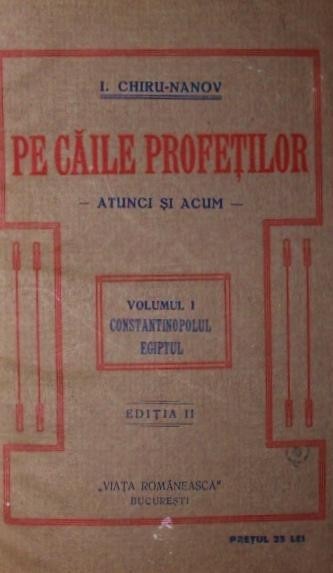 I. CHIRU-NANOV
PE CĂILE PROFEȚILOR
— ATUNCI ȘI ACUM —
VOLUMUL I
CONSTANTINOPOLUL
EGIPTUL
EDIȚIA II
„VIAȚA ROMÂNEASCĂ"
BUCUREȘTI
PREȚUL 25 LEI